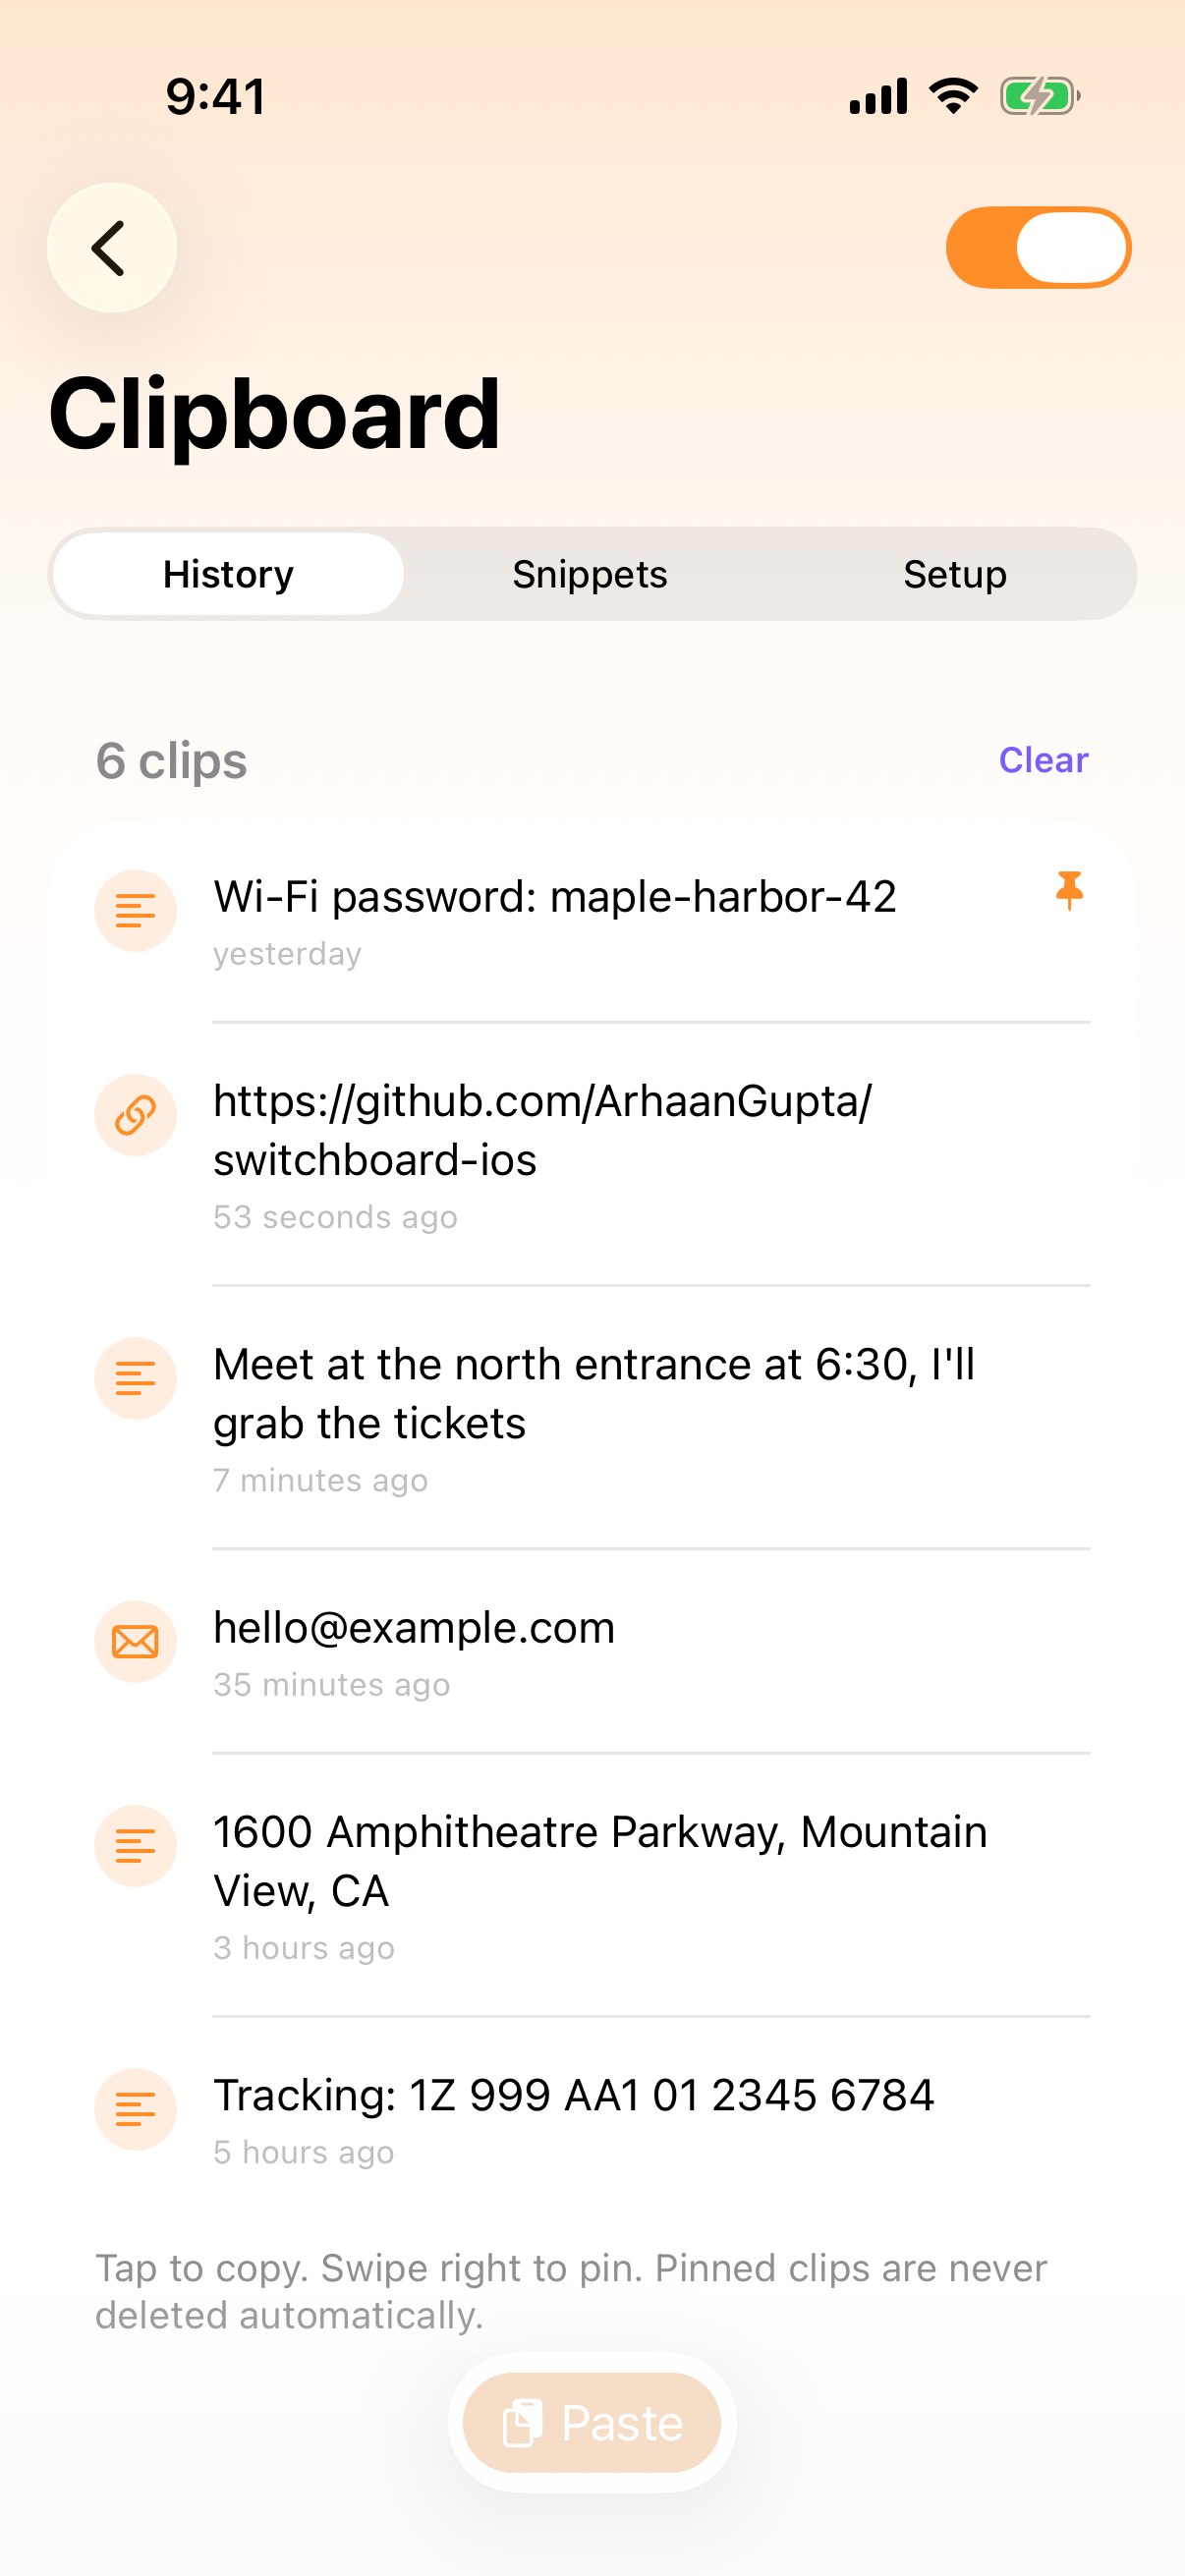 9:41
Clipboard
History Snippets Setup
6 clips Clear
Wi-Fi password: maple-harbor-42
yesterday
https://github.com/ArhaanGupta/
switchboard-ios
53 seconds ago
Meet at the north entrance at 6:30, I'll
grab the tickets
7 minutes ago
hello@example.com
35 minutes ago
1600 Amphitheatre Parkway, Mountain
View, CA
3 hours ago
Tracking: 1Z 999 AA1 01 2345 6784
5 hours ago
Tap to copy. Swipe right to pin. Pinned clips are never
deleted automatically.
Paste